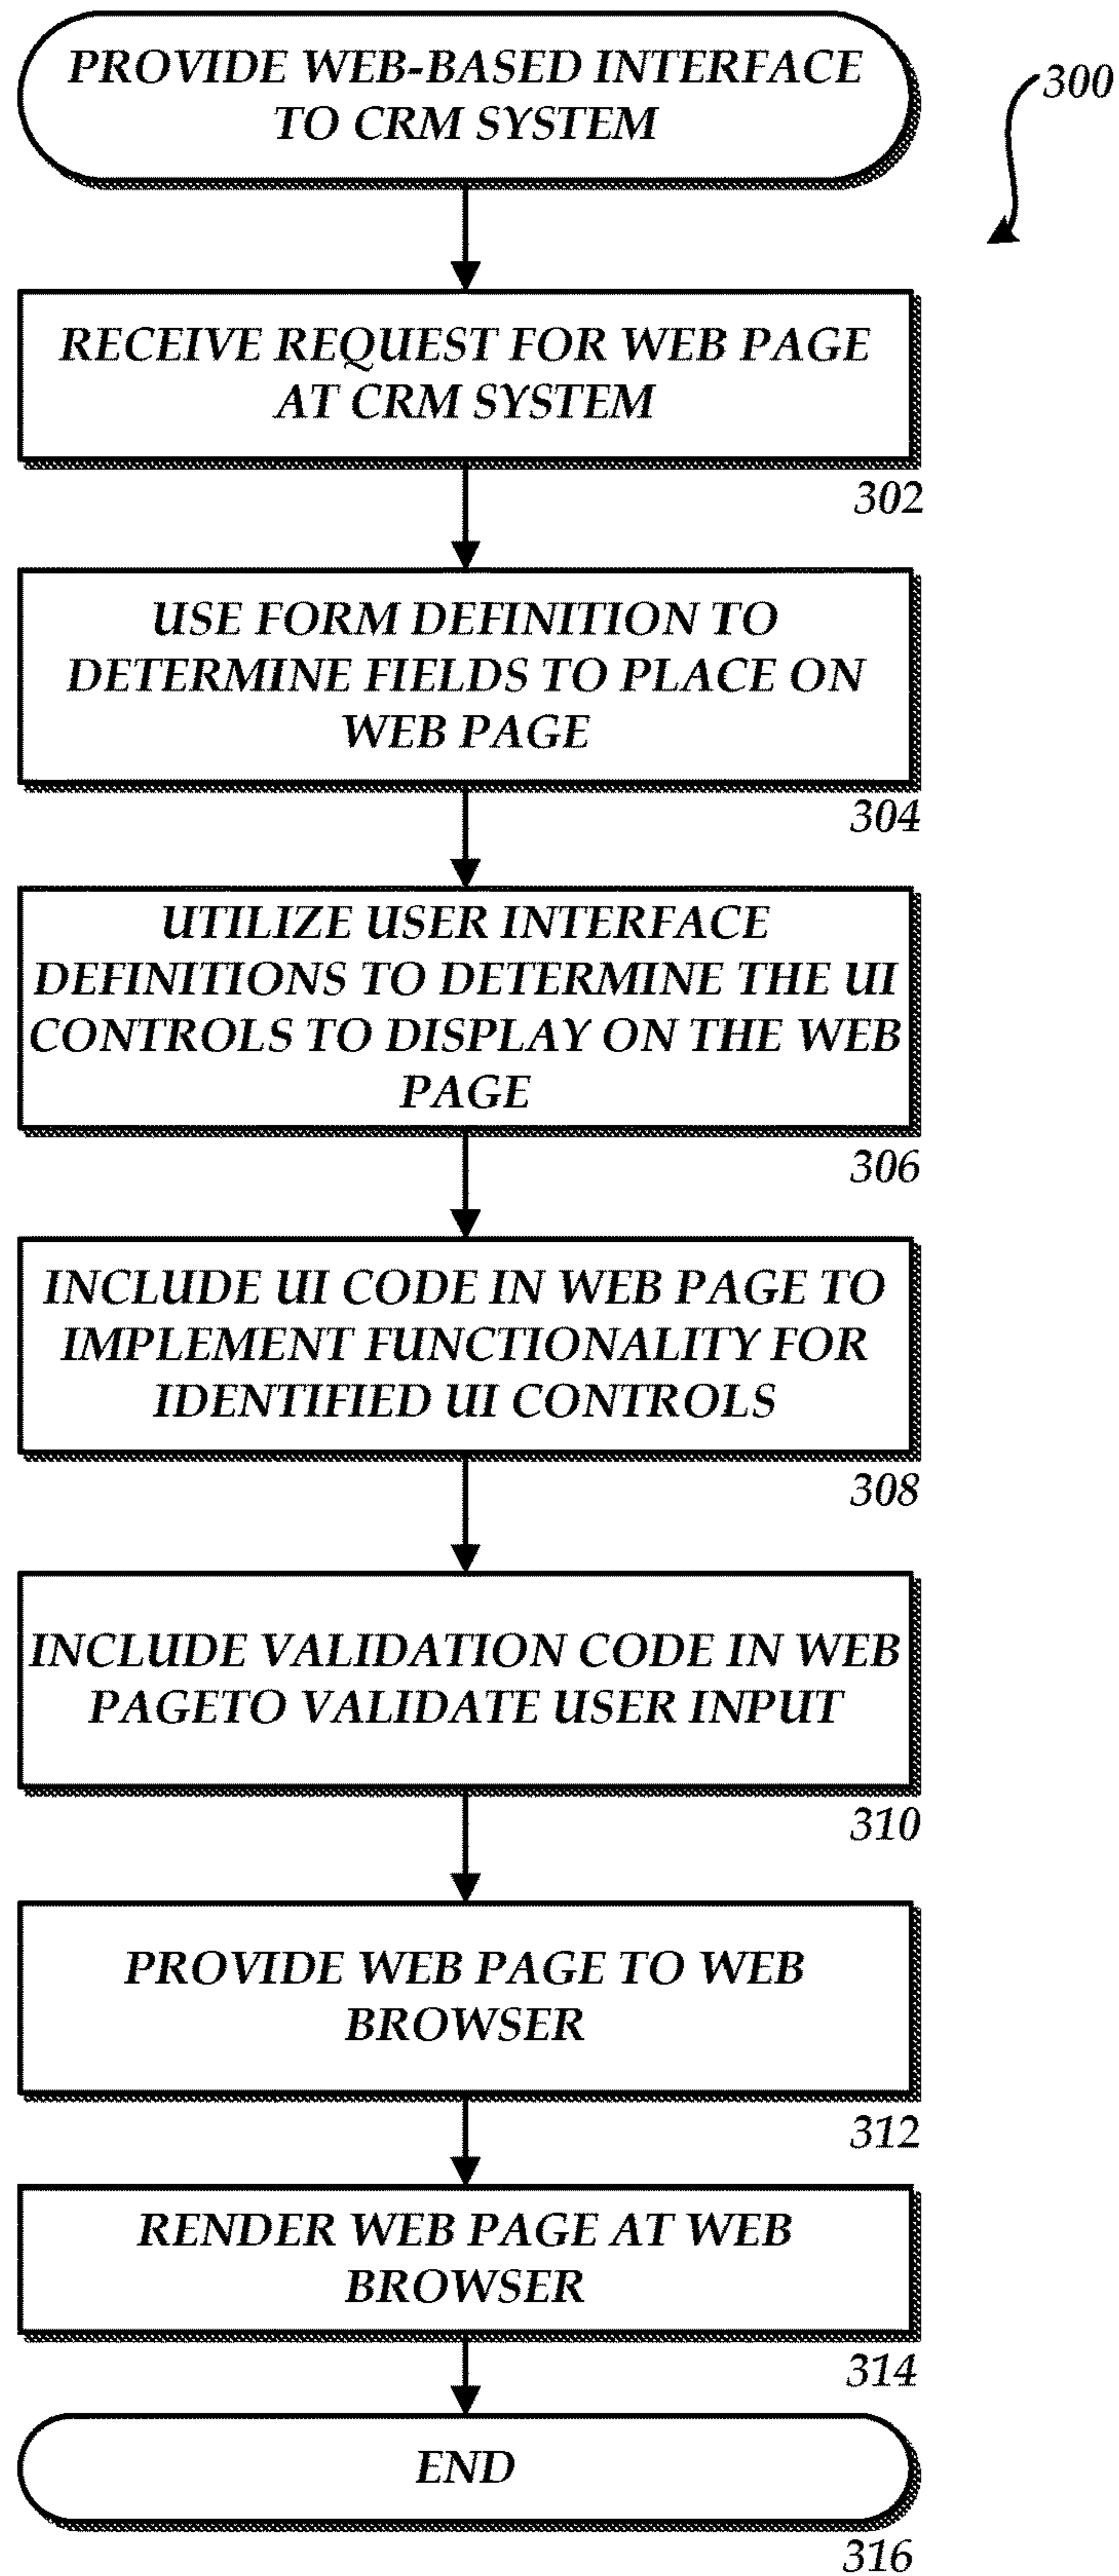 PROVIDE WEB-BASED INTERFACE
TO CRM SYSTEM
300
RECEIVE REQUEST FOR WEB PAGE
AT CRM SYSTEM
302
USE FORM DEFINITION TO
DETERMINE FIELDS TO PLACE ON
WEB PAGE
304
UTILIZE USER INTERFACE
DEFINITIONS TO DETERMINE THE UI
CONTROLS TO DISPLAY ON THE WEB
PAGE
306
INCLUDE UI CODE IN WEB PAGE TO
IMPLEMENT FUNCTIONALITY FOR
IDENTIFIED UI CONTROLS
308
INCLUDE VALIDATION CODE IN WEB
PAGETO VALIDATE USER INPUT
310
PROVIDE WEB PAGE TO WEB
BROWSER
312
RENDER WEB PAGE AT WEB
BROWSER
314
END
316